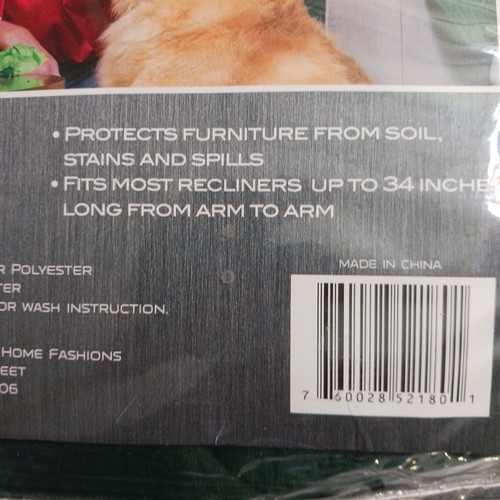 • PROTECTS FURNITURE FROM SOIL,
STAINS AND SPILLS
• FITS MOST RECLINERS UP TO 34 INCHE
LONG FROM ARM TO ARM
R POLYESTER
TER
OR WASH INSTRUCTION.
HOME FASHIONS
EET
06
MADE IN CHINA
7 60028 52180 1